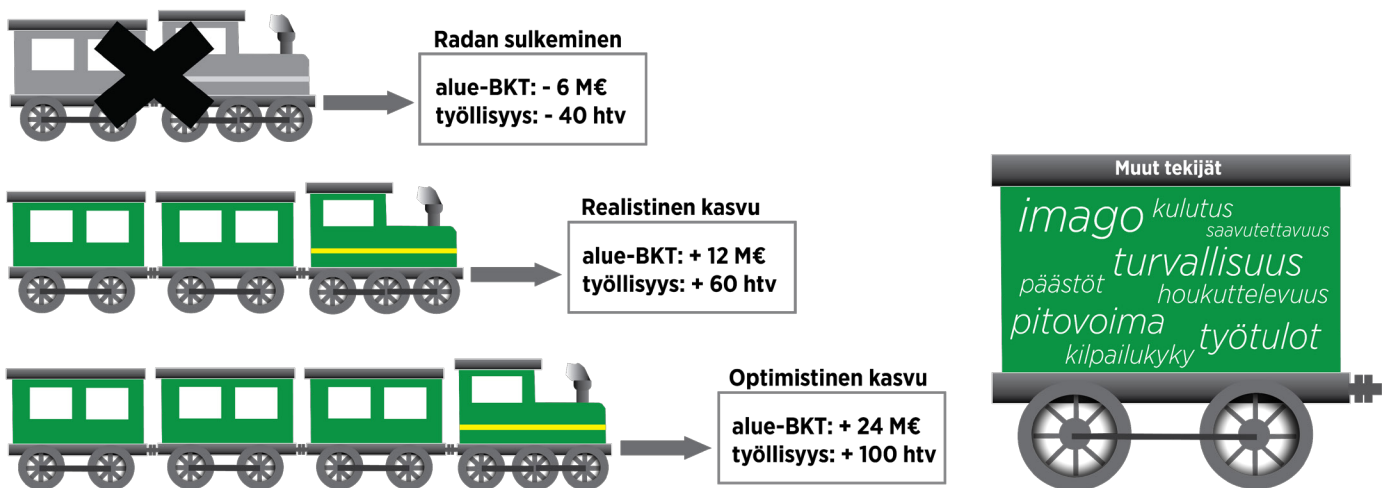 Radan sulkeminen
alue-BKT: - 6 M€
työllisyys: - 40 htv
Realistinen kasvu
alue-BKT: + 12 M€
työllisyys: + 60 htv
Optimistinen kasvu
alue-BKT: + 24 M€
työllisyys: + 100 htv
Muut tekijät
imago kulutus
saavutettavuus
turvallisuus
päästöt
houkuttelevuus
pitovoima
työtulot
kilpailukyky